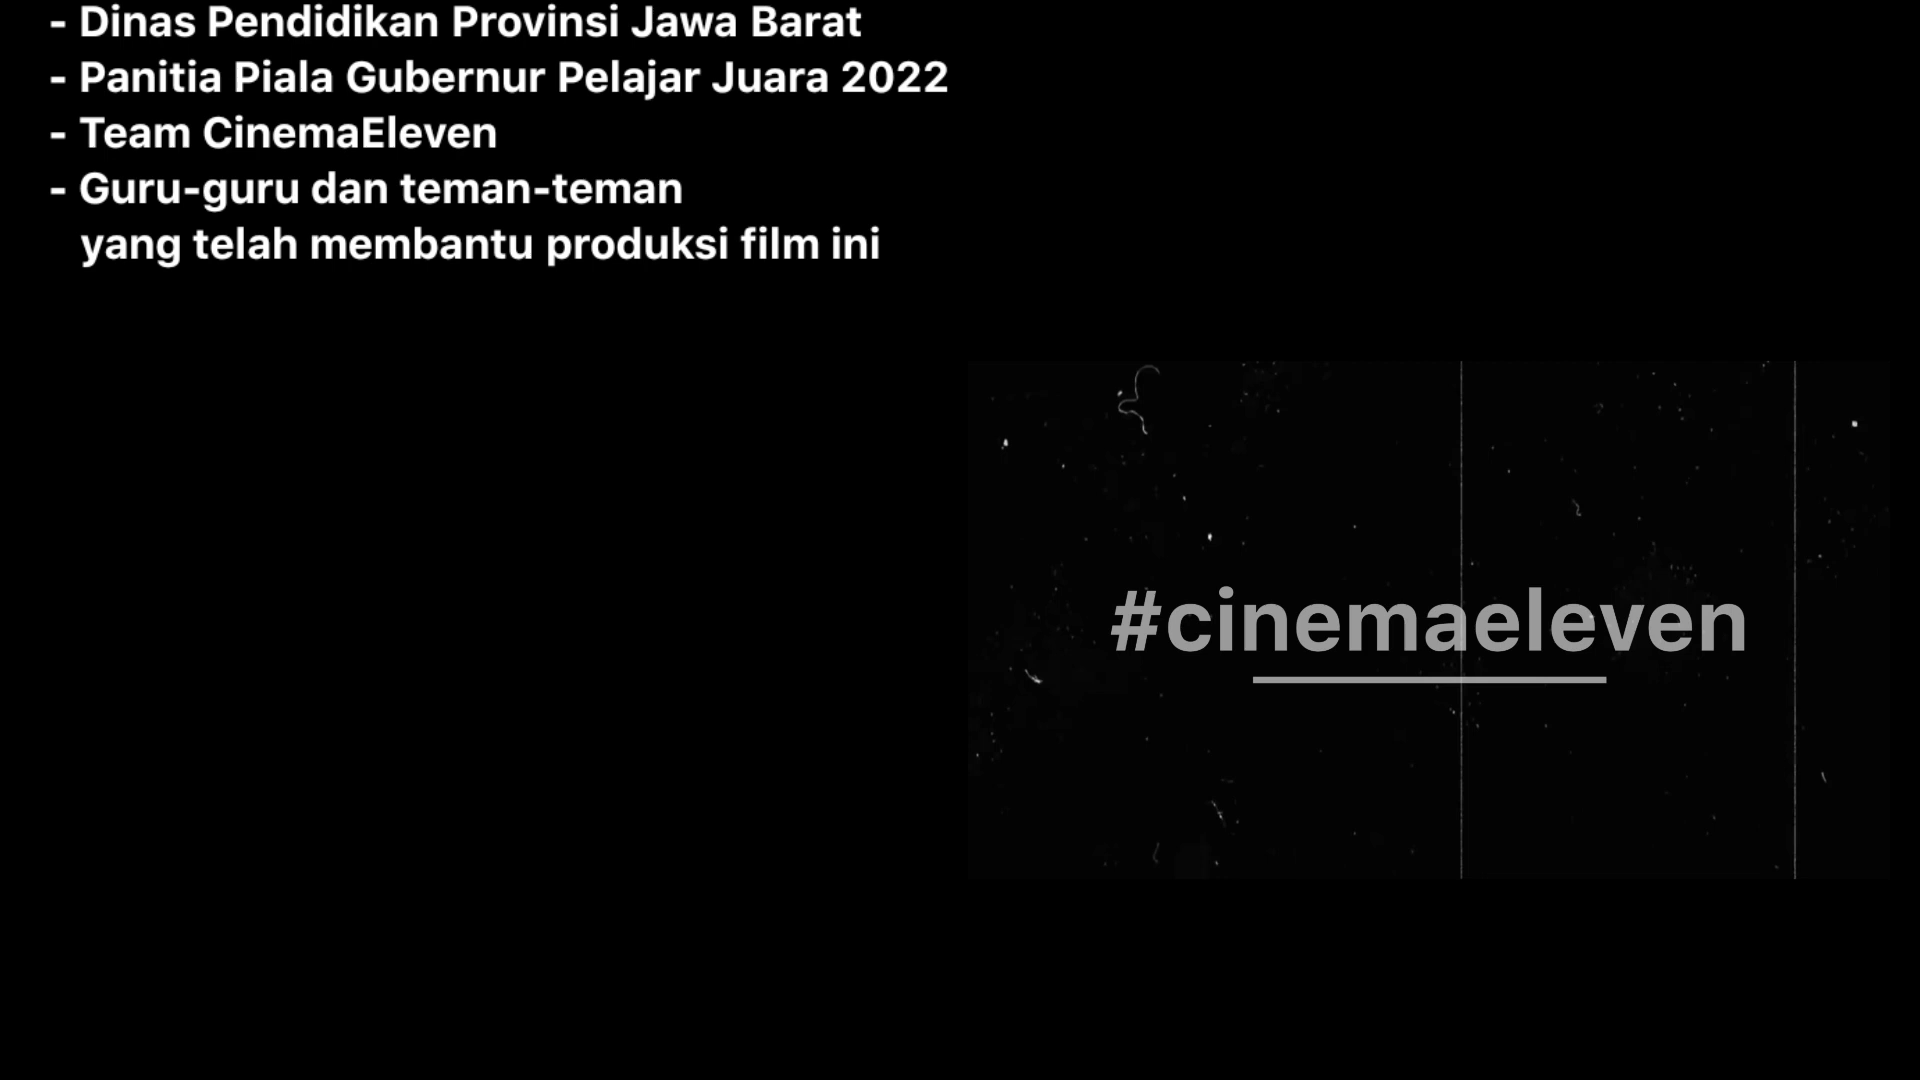 - Dinas Pendidikan Provinsi Jawa Barat
- Panitia Piala Gubernur Pelajar Juara 2022
- Team CinemaEleven
- Guru-guru dan teman-teman
yang telah membantu produksi film ini
#cinemaeleven